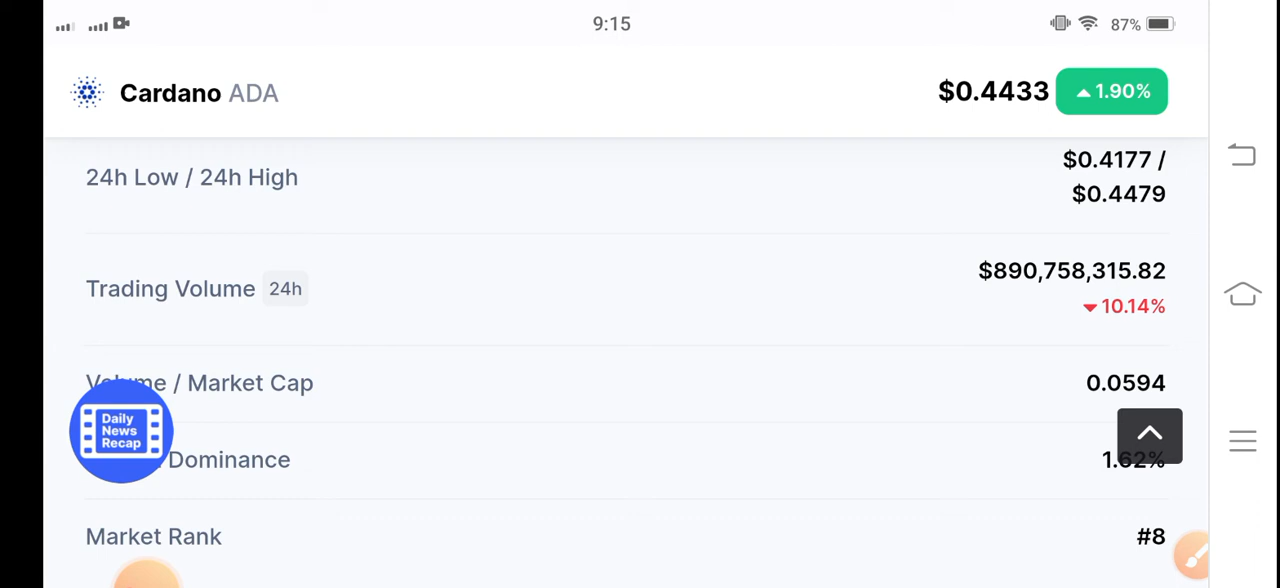 9:15
87%
Cardano ADA
$0.4433
1.90%
24h Low / 24h High
$0.4177 /
$0.4479
Trading Volume 24h
$890,758,315.82
10.14%
Volume / Market Cap
0.0594
Daily
News
Recap
Dominance
1.62%
Market Rank
#8